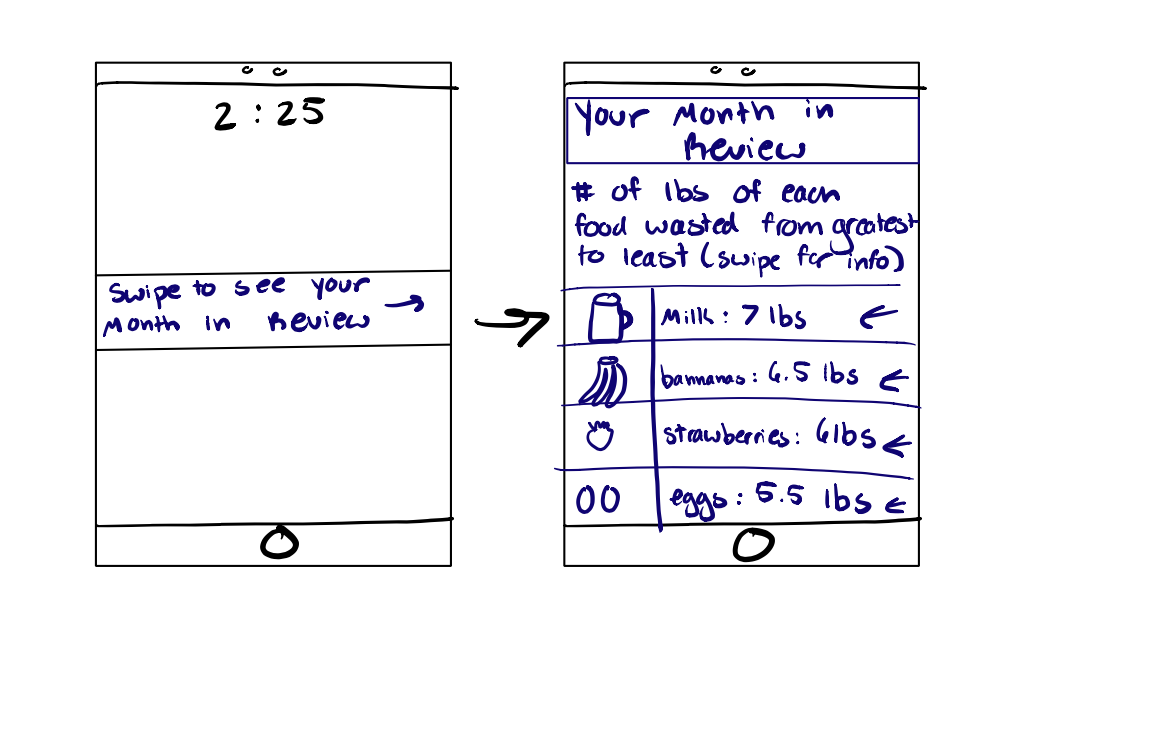 2:25
Swipe to see your
Month in Review
Your Month in
Review
# of lbs of each
food wasted from greatest
to least (swipe for info)
Milk: 7 lbs
bannanas: 6.5 lbs
strawberries: 6lbs
eggs: 5.5 lbs